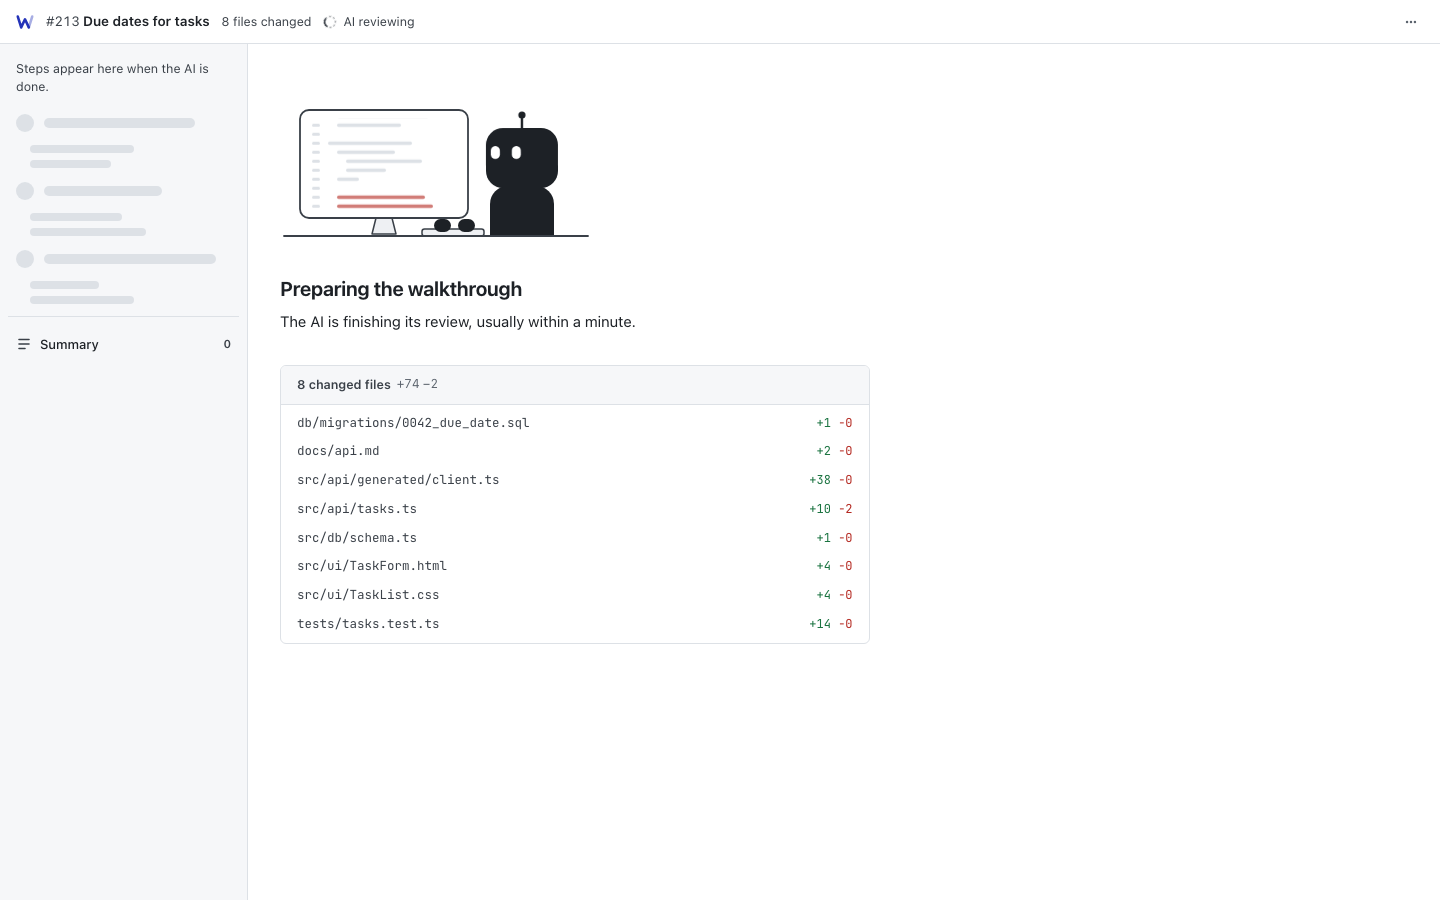 #213 Due dates for tasks 8 files changed AI reviewing
Steps appear here when the AI is
done.
Summary 0
Preparing the walkthrough
The AI is finishing its review, usually within a minute.
8 changed files +74 −2
db/migrations/0042_due_date.sql +1 -0
docs/api.md +2 -0
src/api/generated/client.ts +38 -0
src/api/tasks.ts +10 -2
src/db/schema.ts +1 -0
src/ui/TaskForm.html +4 -0
src/ui/TaskList.css +4 -0
tests/tasks.test.ts +14 -0